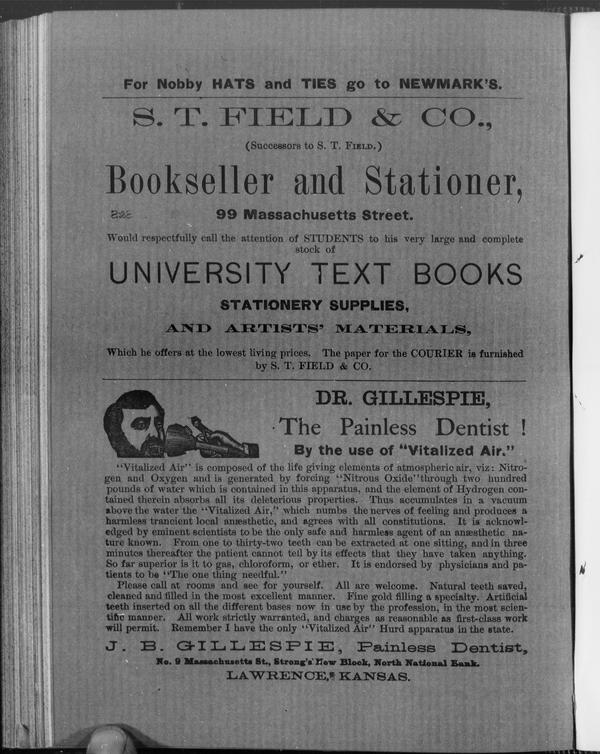 For Nobby HATS and TIES go to NEWMARK'S.
S. T. FIELD & CO.,
(Successors to S. T. FIELD.)
Bookseller and Stationer,
99 Massachusetts Street.
Would respectfully call the attention of STUDENTS to his very large and complete
stock of
UNIVERSITY TEXT BOOKS
STATIONERY SUPPLIES,
AND ARTISTS' MATERIALS,
Which he offers at the lowest living prices. The paper for the COURIER is furnished
by S. T. FIELD & CO.
DR. GILLESPIE,
The Painless Dentist !
By the use of "Vitalized Air."
"Vitalized Air" is composed of the life giving elements of atmospheric air, viz: Nitro-
gen and Oxygen and is generated by forcing "Nitrous Oxide" through two hundred
pounds of water which is contained in this apparatus, and the element of Hydrogen con-
tained therein absorbs all its deleterious properties. Thus accumulates in a vacuum
above the water the "Vitalized Air," which numbs the nerves of feeling and produces a
harmless trancient local anæsthetic, and agrees with all constitutions. It is acknowl-
edged by eminent scientists to be the only safe and harmless agent of an anæsthetic na-
ture known. From one to thirty-two teeth can be extracted at one sitting, and in three
minutes thereafter the patient cannot tell by its effects that they have taken anything.
So far superior is it to gas, chloroform, or ether. It is endorsed by physicians and pa-
tients to be "The one thing needful."
Please call at rooms and see for yourself. All are welcome. Natural teeth saved,
cleaned and filled in the most excellent manner. Fine gold filling a specialty. Artificial
teeth inserted on all the different bases now in use by the profession, in the most scien-
tific manner. All work strictly warranted, and charges as reasonable as first-class work
will permit. Remember I have the only "Vitalized Air" Hurd apparatus in the state.
J. B. GILLESPIE, Painless Dentist,
No. 9 Massachusetts St., Strong's New Block, North National Bank.
LAWRENCE, KANSAS.